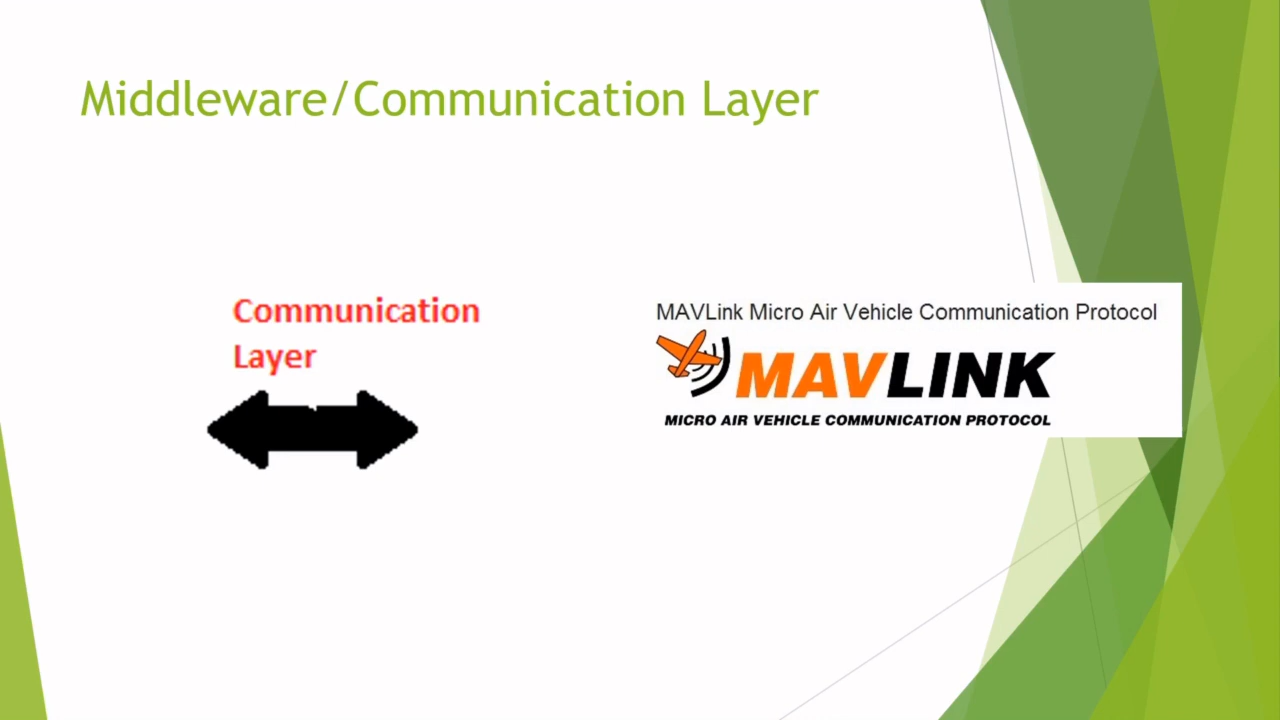 Middleware/Communication Layer
Communication
Layer
MAVLink Micro Air Vehicle Communication Protocol
MAVLINK
MICRO AIR VEHICLE COMMUNICATION PROTOCOL